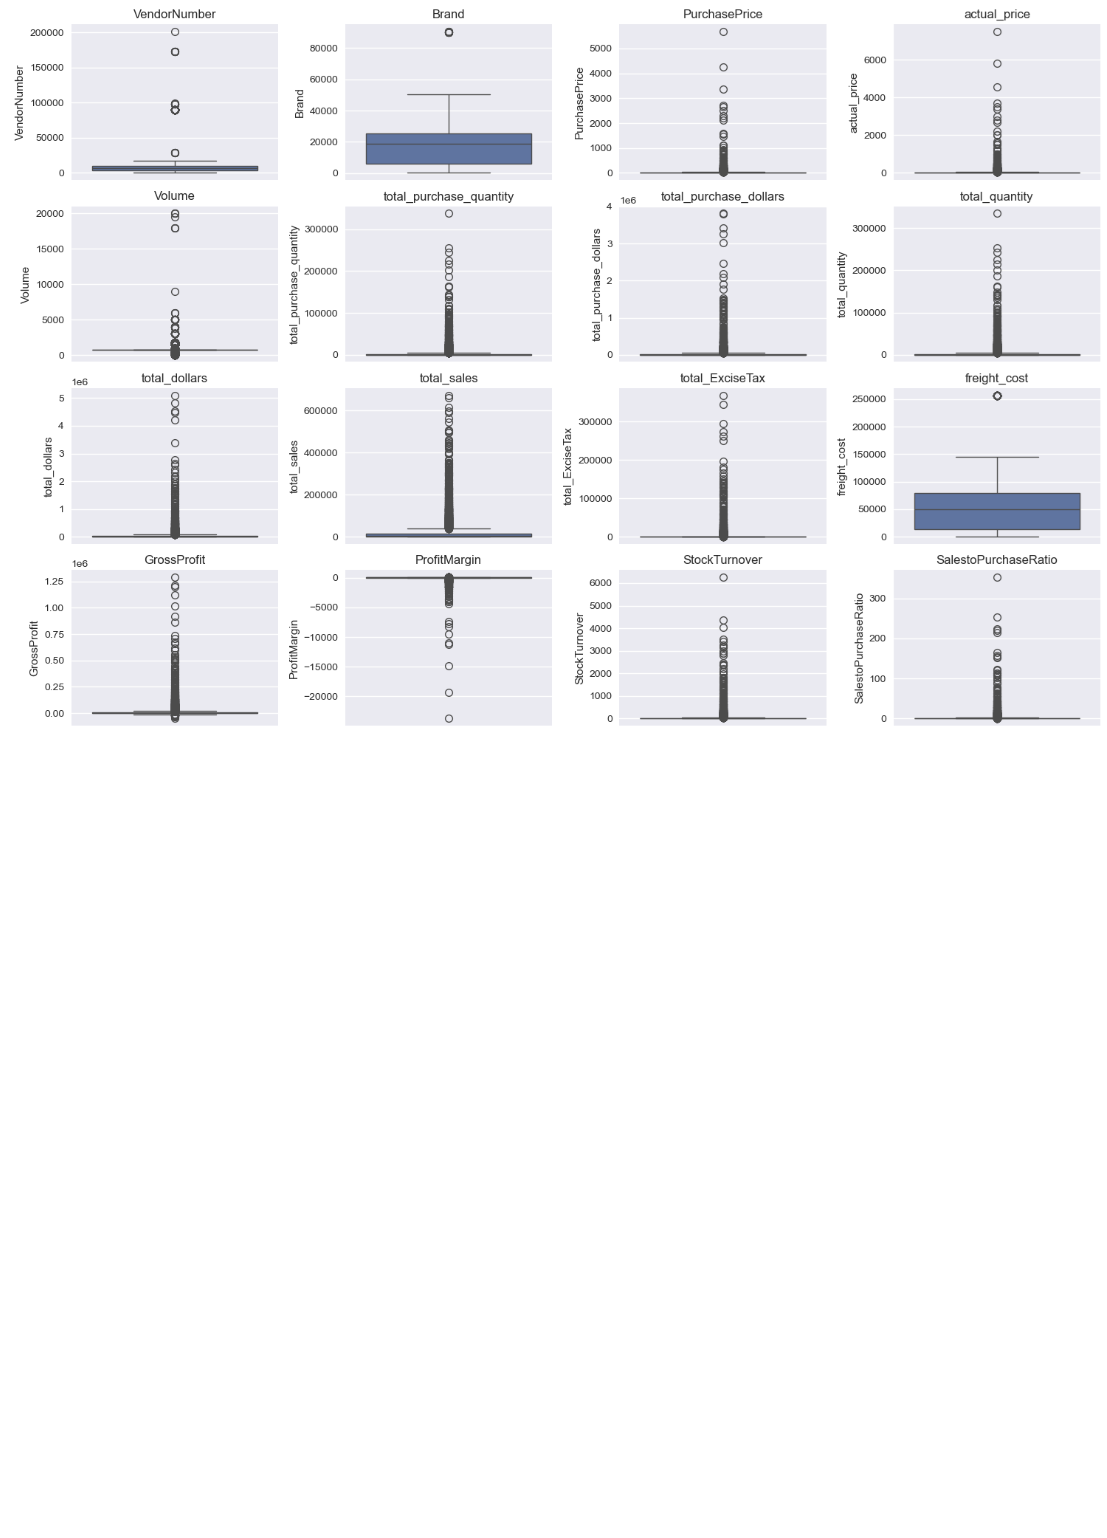 VendorNumber
VendorNumber
200000
150000
100000
50000
0
Brand
Brand
80000
60000
40000
20000
0
PurchasePrice
PurchasePrice
5000
4000
3000
2000
1000
0
actual_price
actual_price
6000
4000
2000
0
Volume
Volume
20000
15000
10000
5000
0
total_purchase_quantity
total_purchase_quantity
300000
200000
100000
0
total_purchase_dollars
1e6
total_purchase_dollars
4
3
2
1
0
total_quantity
total_quantity
300000
200000
100000
0
total_dollars
1e6
total_dollars
5
4
3
2
1
0
total_sales
total_sales
600000
400000
200000
0
total_ExciseTax
total_ExciseTax
300000
200000
100000
0
freight_cost
freight_cost
250000
200000
150000
100000
50000
0
GrossProfit
1e6
GrossProfit
1.25
1.00
0.75
0.50
0.25
0.00
ProfitMargin
ProfitMargin
0
−5000
−10000
−15000
−20000
StockTurnover
StockTurnover
6000
5000
4000
3000
2000
1000
0
SalestoPurchaseRatio
SalestoPurchaseRatio
300
200
100
0